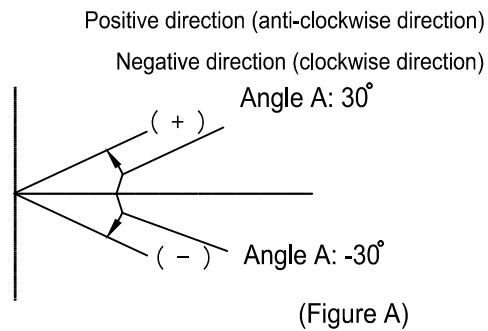 Positive direction (anti-clockwise direction)
Negative direction (clockwise direction)
Angle A: 30°
( + )
( - )
Angle A: -30°
(Figure A)